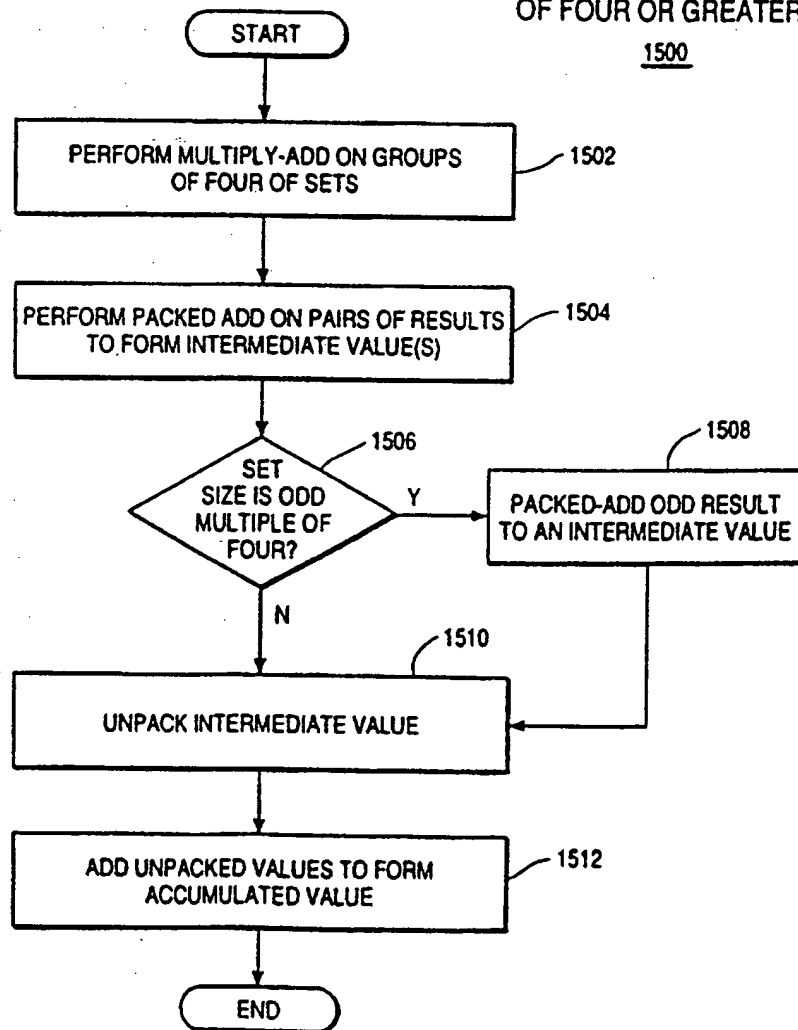 OF FOUR OR GREATER
1500
START
PERFORM MULTIPLY-ADD ON GROUPS
OF FOUR OF SETS
1502
PERFORM PACKED ADD ON PAIRS OF RESULTS
TO FORM INTERMEDIATE VALUE(S)
1504
SET
SIZE IS ODD
MULTIPLE OF
FOUR?
1506
Y
N
1508
PACKED-ADD ODD RESULT
TO AN INTERMEDIATE VALUE
1510
UNPACK INTERMEDIATE VALUE
ADD UNPACKED VALUES TO FORM
ACCUMULATED VALUE
1512
END